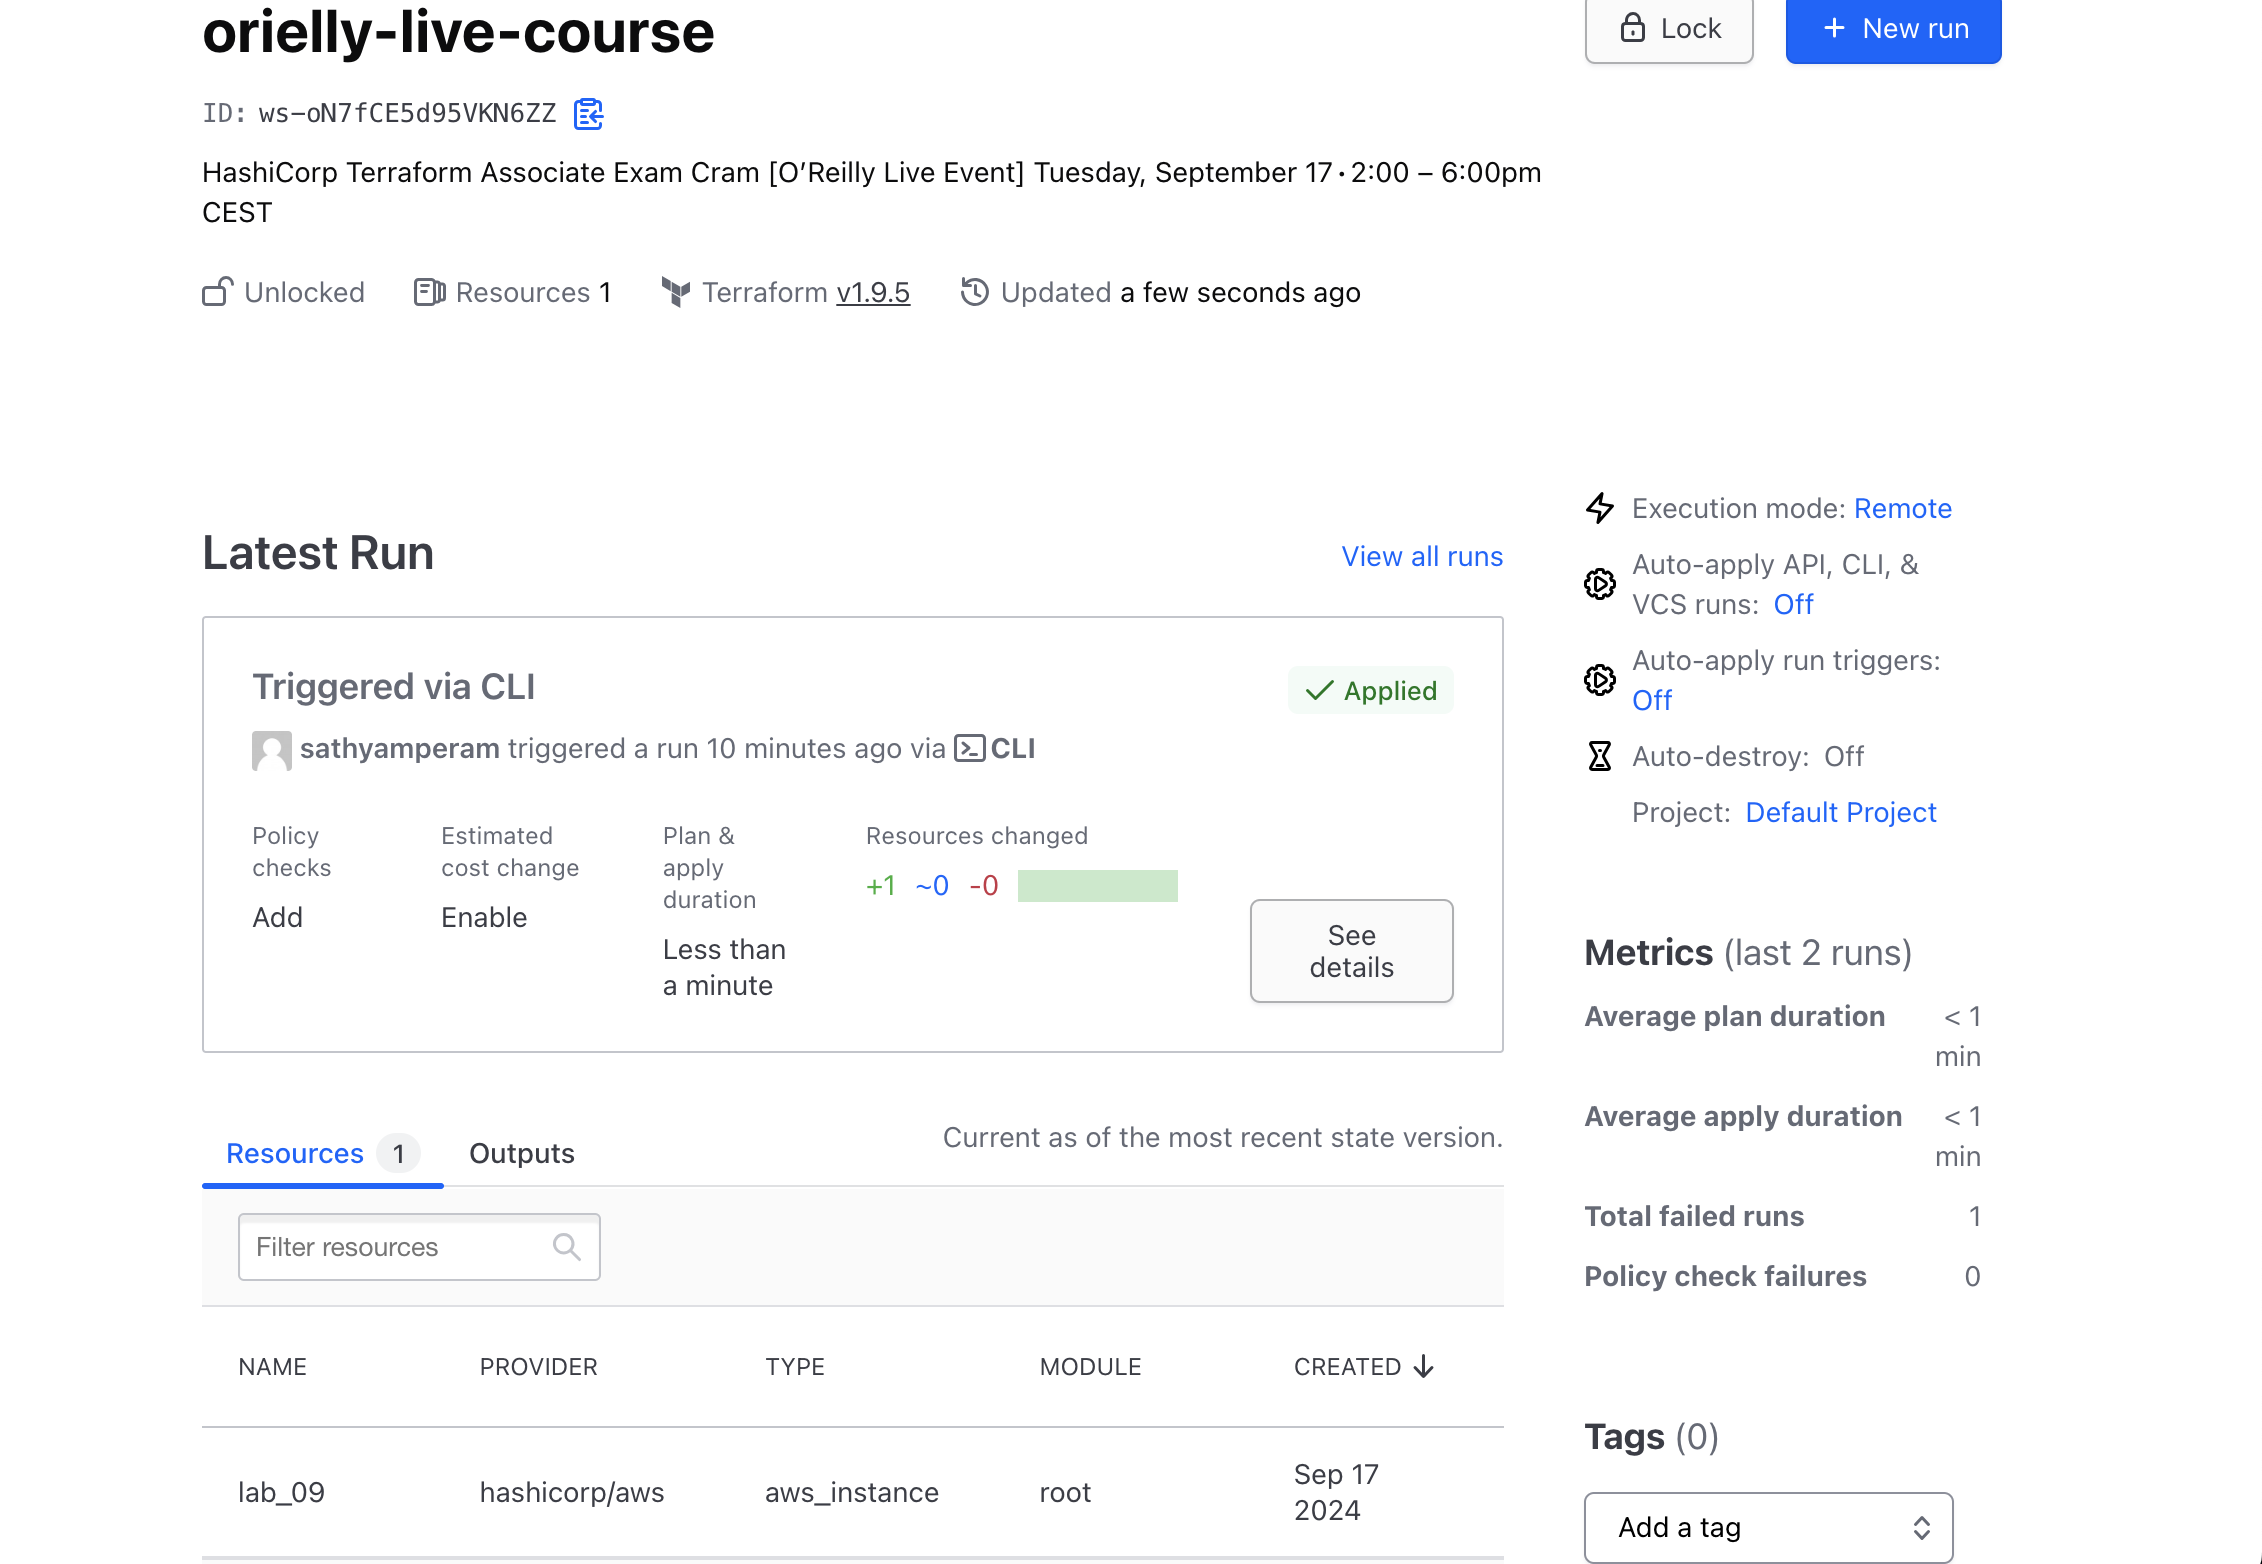 orielly-live-course
Lock
+ New run
ID: ws-oN7fCE5d95VKN6ZZ
HashiCorp Terraform Associate Exam Cram [O’Reilly Live Event] Tuesday, September 17 · 2:00 – 6:00pm
CEST
Unlocked
Resources 1
Terraform v1.9.5
Updated a few seconds ago
Latest Run
View all runs
Triggered via CLI
Applied
sathyamperam triggered a run 10 minutes ago via CLI
Policy
checks
Add
Estimated
cost change
Enable
Plan &
apply
duration
Less than
a minute
Resources changed
+1 ~0 -0
See
details
Resources 1
Outputs
Current as of the most recent state version.
Filter resources
NAME PROVIDER TYPE MODULE CREATED
lab_09 hashicorp/aws aws_instance root Sep 17
2024
Execution mode: Remote
Auto-apply API, CLI, &
VCS runs: Off
Auto-apply run triggers:
Off
Auto-destroy: Off
Project: Default Project
Metrics (last 2 runs)
Average plan duration < 1
min
Average apply duration < 1
min
Total failed runs 1
Policy check failures 0
Tags (0)
Add a tag